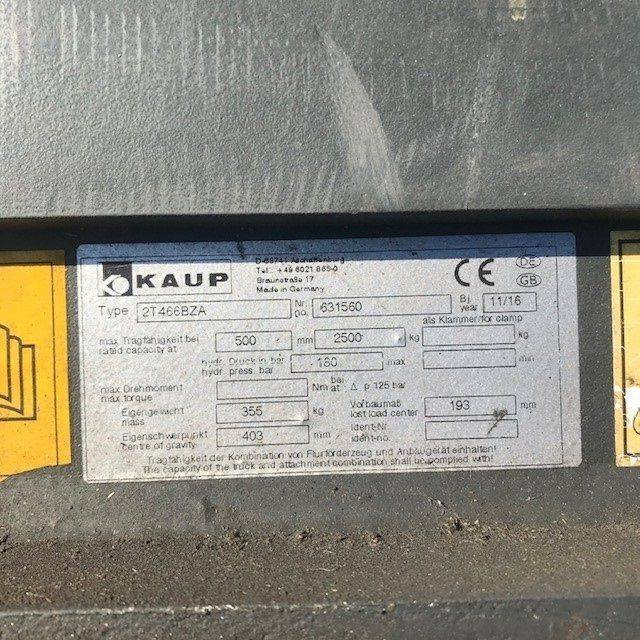 KAUP
D-63741 Aschaffenburg
Tel.: +49 6021 865-0
Braunstraße 17
Made in Germany
CE
DE
GB
Type 2T466BZA Nr. no. 631560 Bj. year 11/16
als Klammer/for clamp
max Tragfähigkeit bei rated capacity at 500 mm 2500 kg kg
hydr. Druck in bar hydr. press. bar 160 max min
max Drehmoment max torque Nm bei at: Δ p 125 bar
Eigengewicht mass 355 kg Vorbaumaß lost load center 193 mm
Eigenschwerpunkt centre of gravity 403 mm Ident-Nr. ident-no.
Tragfähigkeit der Kombination von Flurförderzeug und Anbaugerät einhalten!
The capacity of the truck and attachment combination shall be complied with!